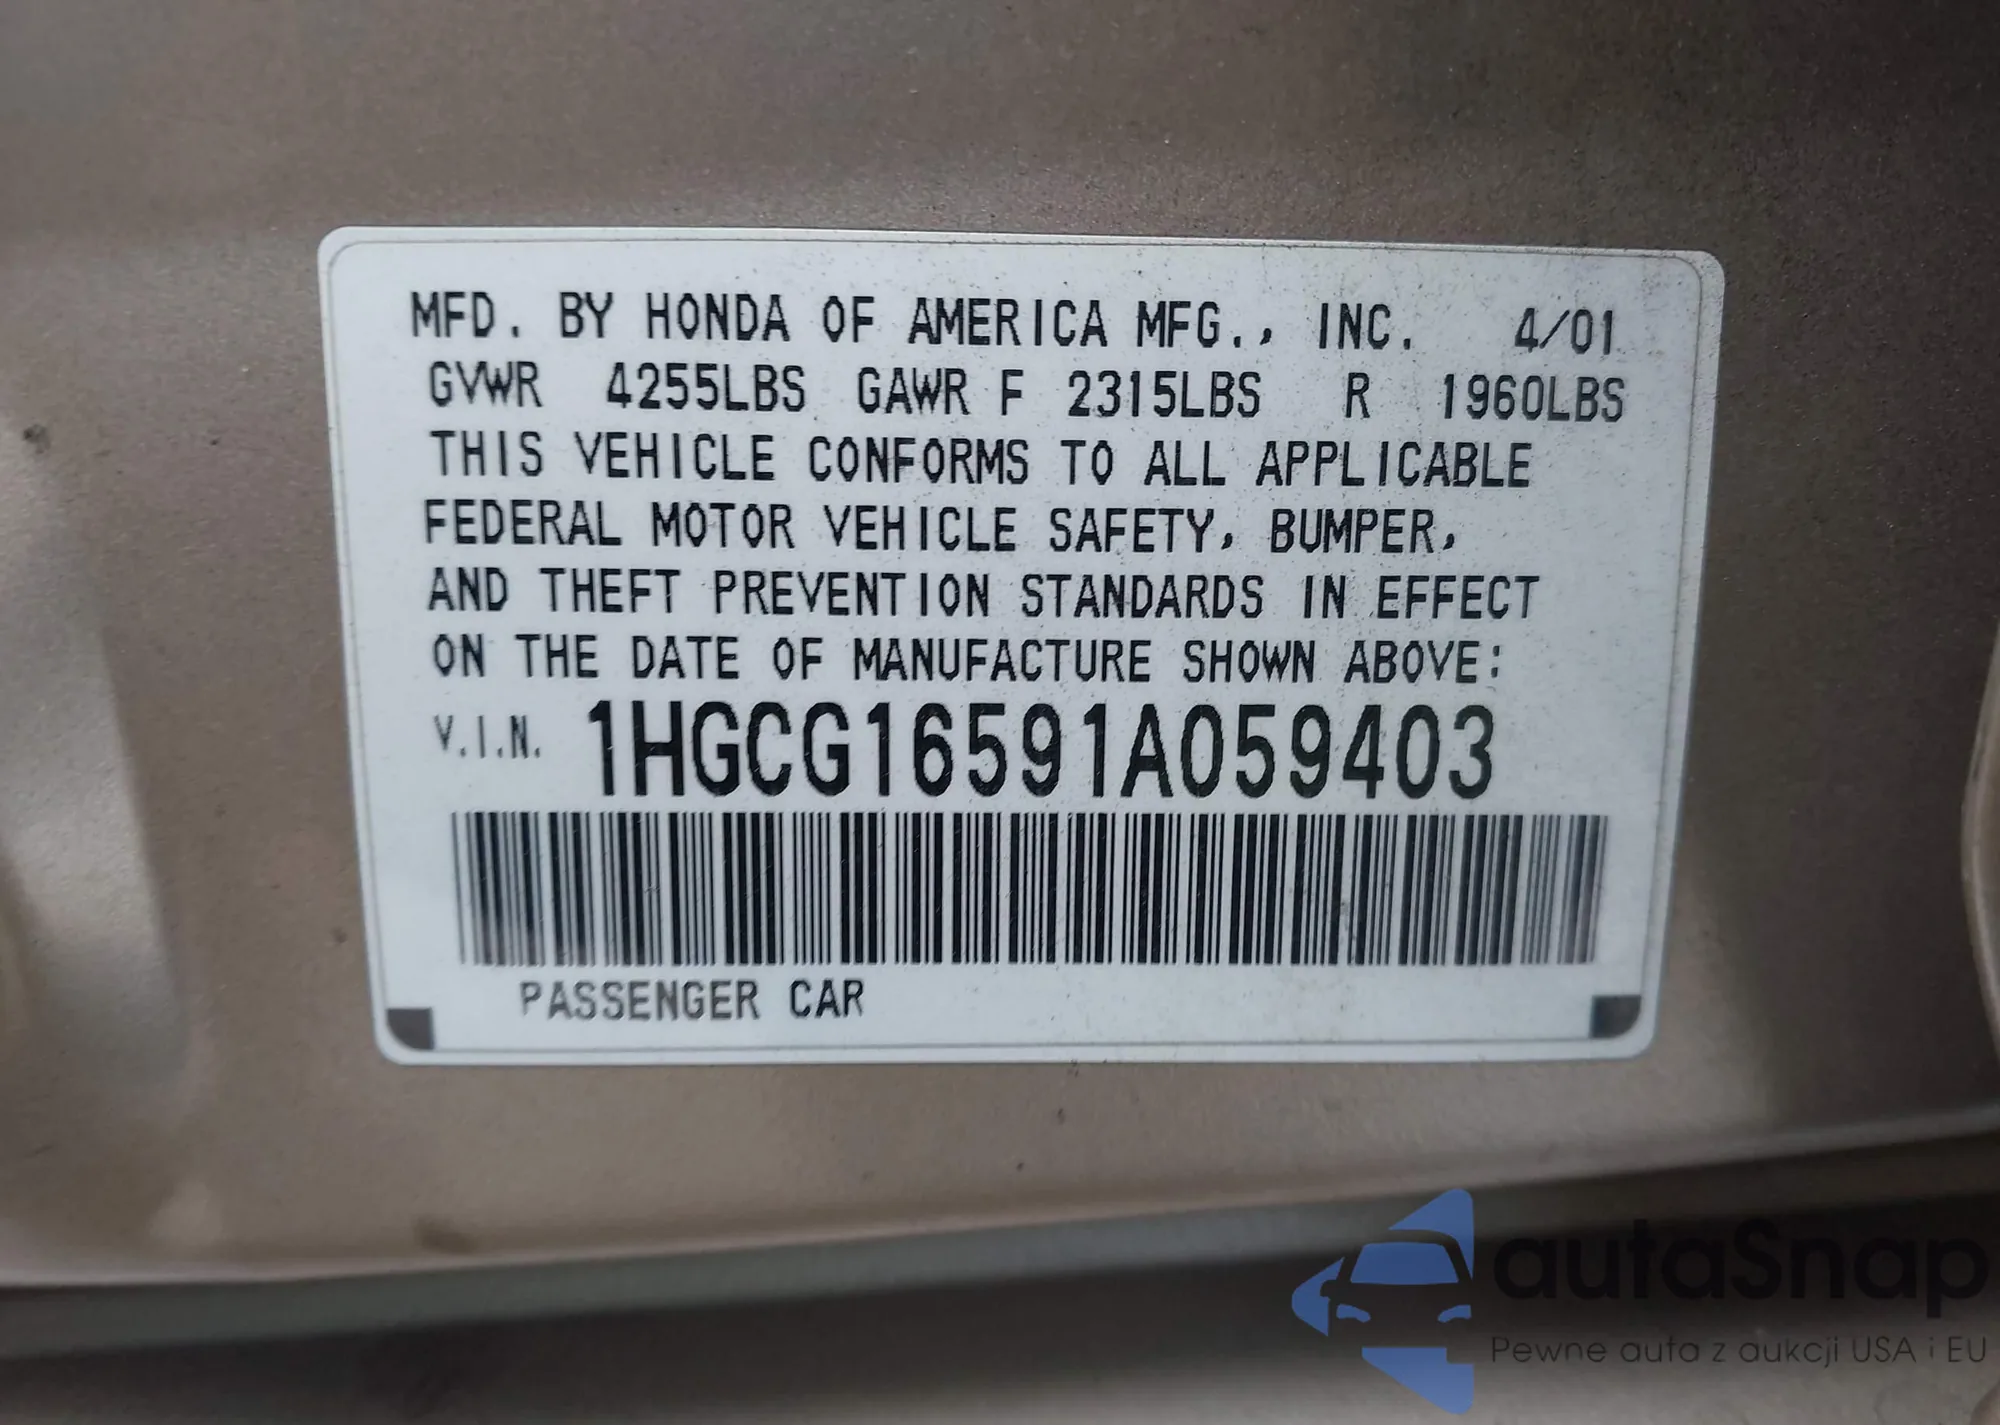 MFD. BY HONDA OF AMERICA MFG., INC. 4/01
GVWR 4255LBS GAWR F 2315LBS R 1960LBS
THIS VEHICLE CONFORMS TO ALL APPLICABLE
FEDERAL MOTOR VEHICLE SAFETY, BUMPER,
AND THEFT PREVENTION STANDARDS IN EFFECT
ON THE DATE OF MANUFACTURE SHOWN ABOVE:
V.I.N. 1HGCG16591A059403
PASSENGER CAR
autaSnap
Pewne auta z aukcji USA i EU